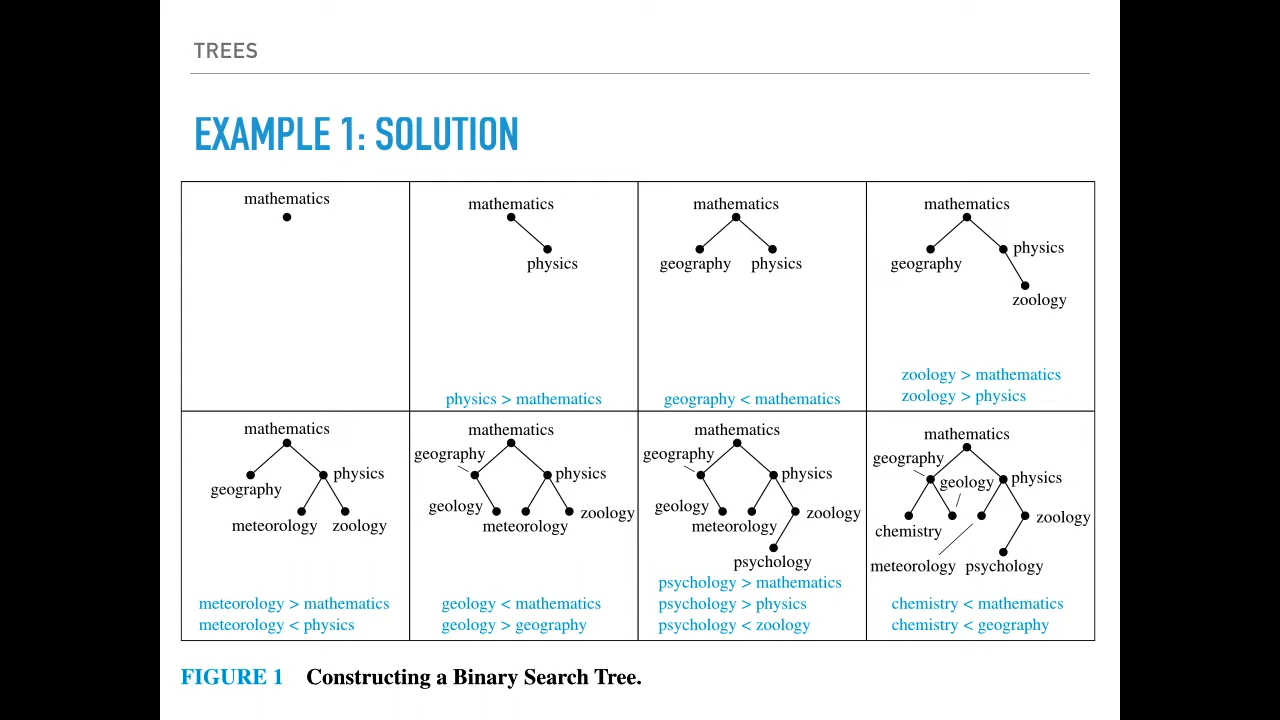 TREES
EXAMPLE 1: SOLUTION
mathematics
mathematics
physics
physics > mathematics
mathematics
geography physics
geography < mathematics
mathematics
physics
geography
zoology
zoology > mathematics
zoology > physics
mathematics
physics
geography
meteorology zoology
meteorology > mathematics
meteorology < physics
mathematics
geography
physics
geology
zoology
meteorology
geology < mathematics
geology > geography
mathematics
geography
physics
geology
zoology
meteorology
psychology
psychology > mathematics
psychology > physics
psychology < zoology
mathematics
geography
physics
geology
zoology
chemistry
meteorology psychology
chemistry < mathematics
chemistry < geography
FIGURE 1 Constructing a Binary Search Tree.